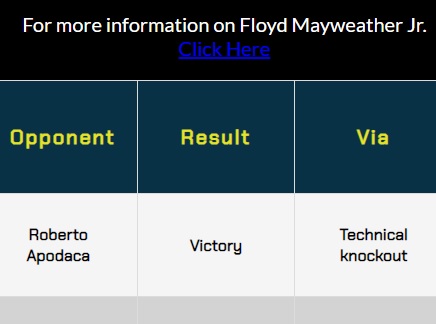 For more information on Floyd Mayweather Jr.
Click Here
Opponent Result Via
Roberto Apodaca Victory Technical knockout